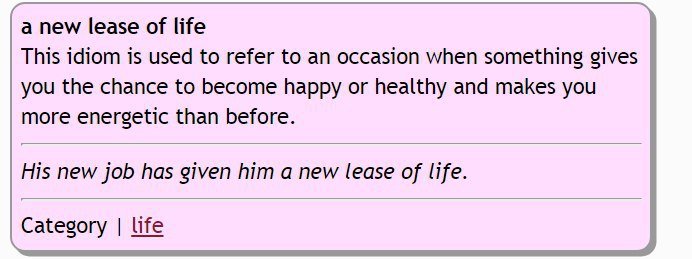 a new lease of life
This idiom is used to refer to an occasion when something gives
you the chance to become happy or healthy and makes you
more energetic than before.
His new job has given him a new lease of life.
Category | life